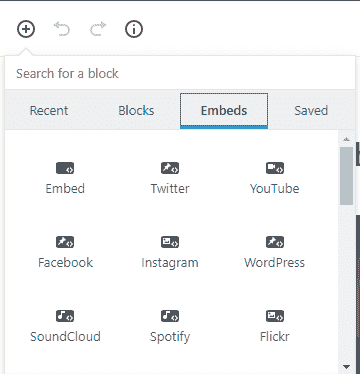 Search for a block
Recent Blocks Embeds Saved
Embed Twitter YouTube
Facebook Instagram WordPress
SoundCloud Spotify Flickr